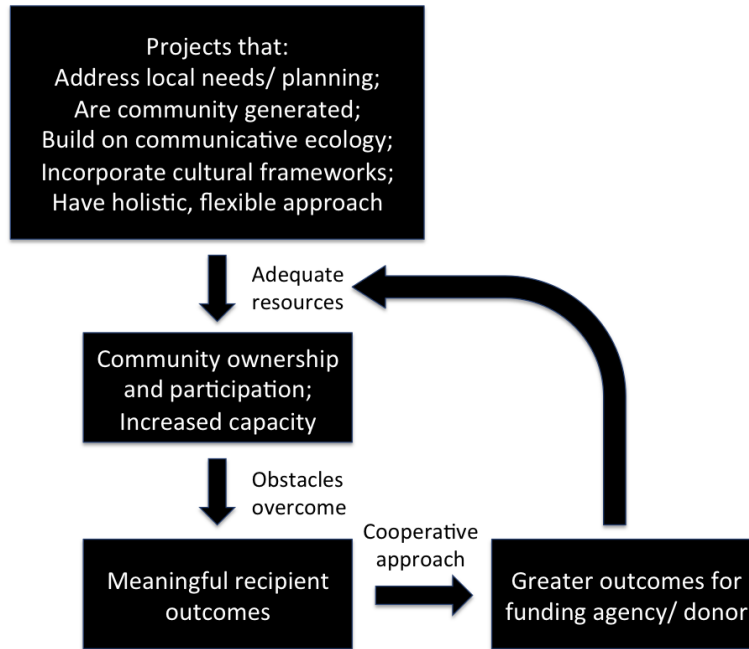 Projects that:
Address local needs/ planning;
Are community generated;
Build on communicative ecology;
Incorporate cultural frameworks;
Have holistic, flexible approach
Adequate
resources
Community ownership
and participation;
Increased capacity
Obstacles
overcome
Cooperative
approach
Meaningful recipient
outcomes
Greater outcomes for
funding agency/ donor